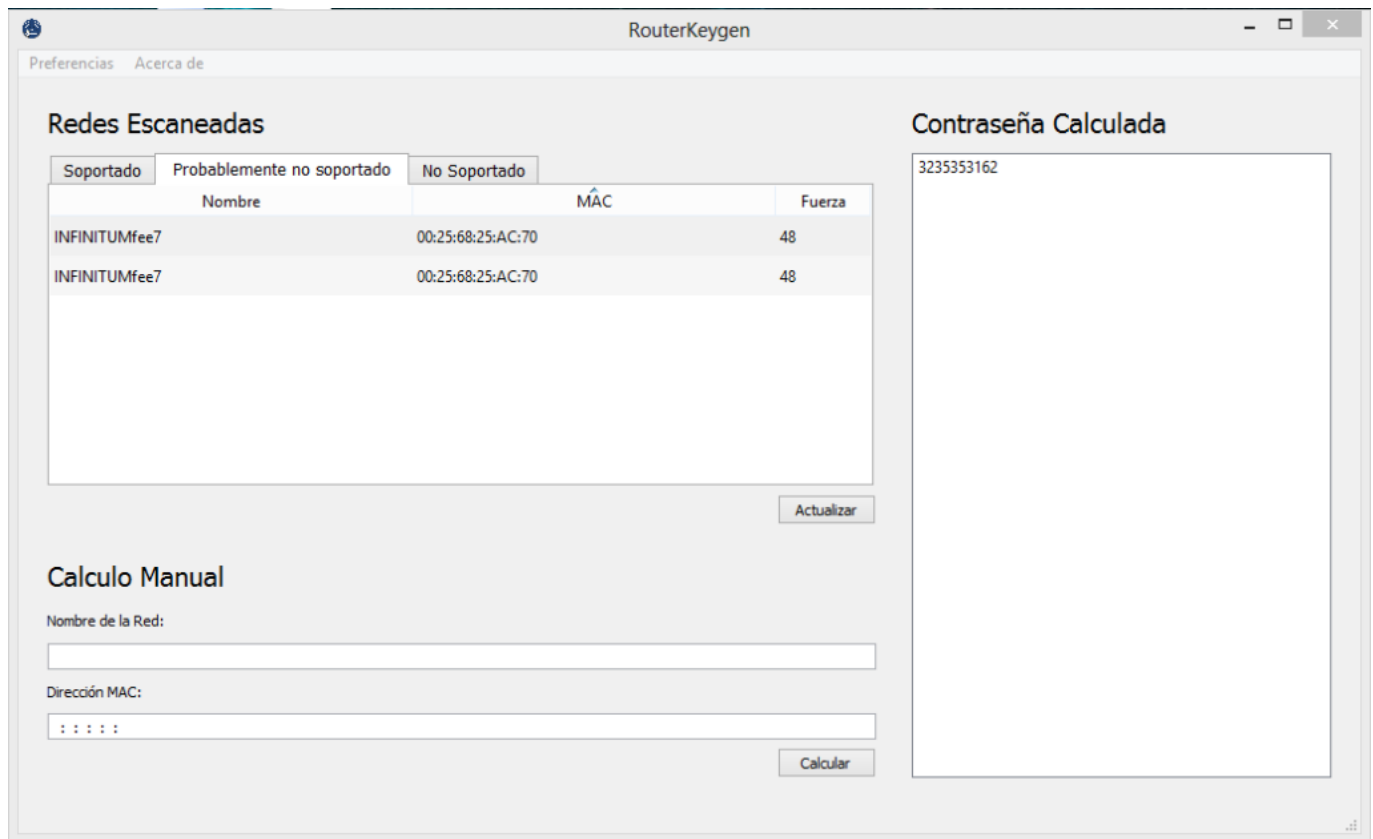 RouterKeygen
Preferencias Acerca de
Redes Escaneadas
Soportado Probablemente no soportado No Soportado
Nombre MAC Fuerza
INFINITUMfee7 00:25:68:25:AC:70 48
INFINITUMfee7 00:25:68:25:AC:70 48
Actualizar
Calculo Manual
Nombre de la Red:
Dirección MAC:
: : : : :
Calcular
Contraseña Calculada
3235353162